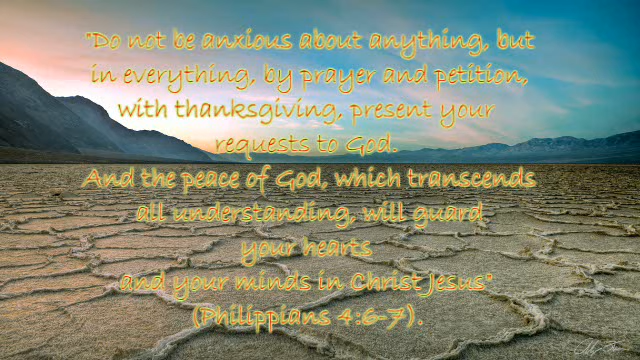 "Do not be anxious about anything, but
in everything, by prayer and petition,
with thanksgiving, present your
requests to God.
And the peace of God, which transcends
all understanding, will guard
your hearts
and your minds in Christ Jesus"
(Philippians 4:6-7).